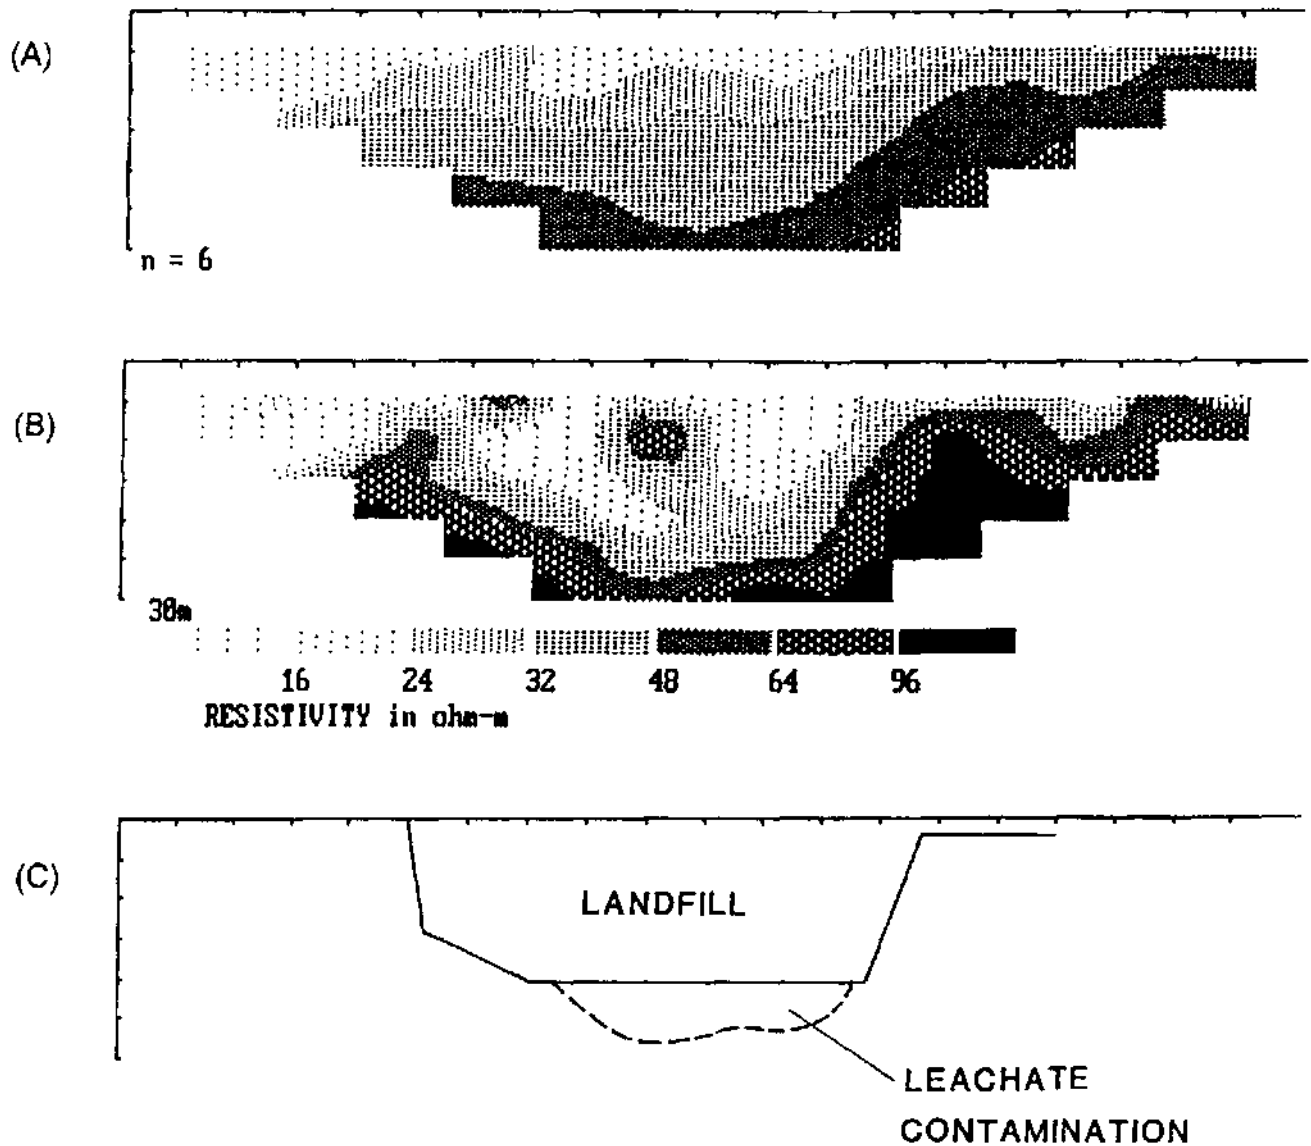 (A)
n = 6
(B)
30m
16 24 32 48 64 96
RESISTIVITY in ohm-m
(C)
LANDFILL
LEACHATE
CONTAMINATION